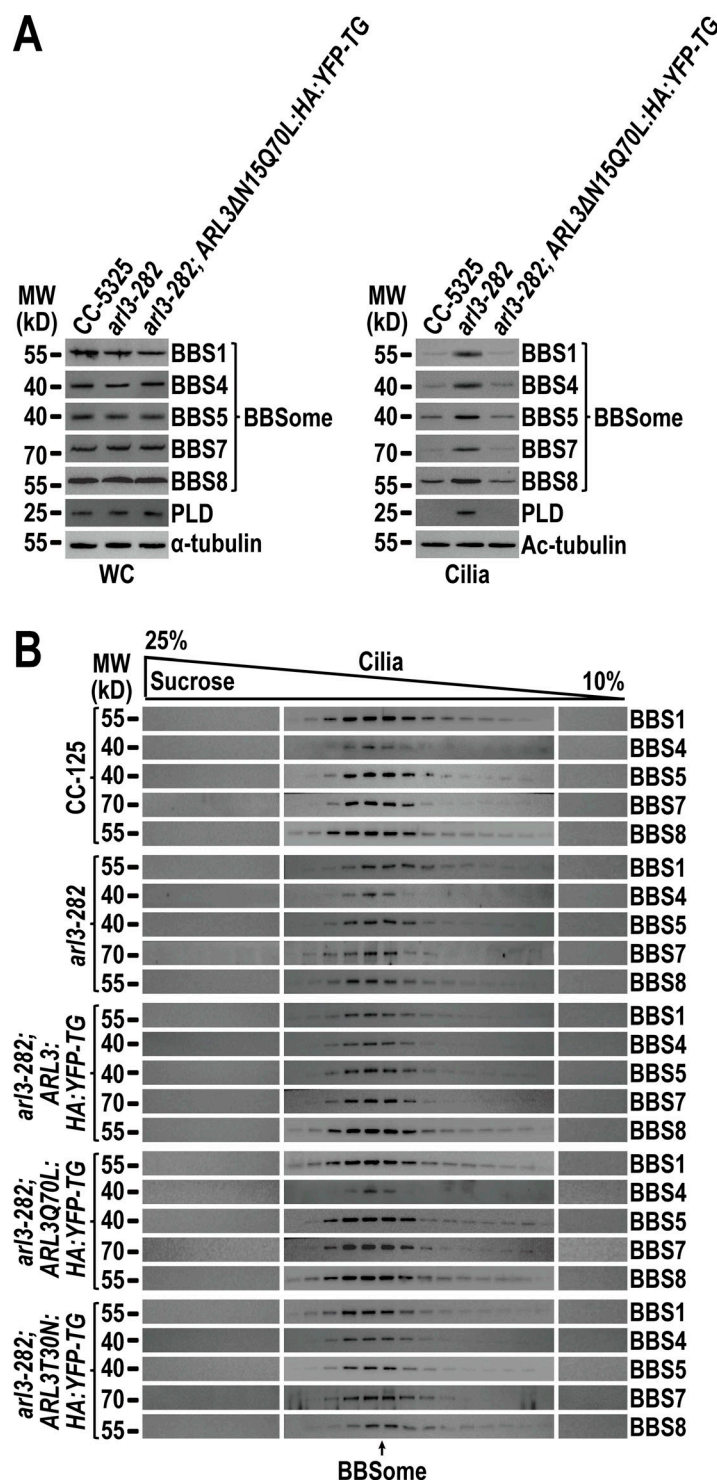 A
CC-5325
arl3-282
arl3-282; ARL3ΔN15Q70L:HA:YFP-TG
MW
(kD)
55 BBS1
40 BBS4
40 BBS5
70 BBS7
55 BBS8
BBSome
25 PLD
55 α-tubulin
WC
CC-5325
arl3-282
arl3-282; ARL3ΔN15Q70L:HA:YFP-TG
MW
(kD)
55 BBS1
40 BBS4
40 BBS5
70 BBS7
55 BBS8
BBSome
25 PLD
55 Ac-tubulin
Cilia
B
25%
Cilia
MW
(kD)
Sucrose
10%
CC-125
55 BBS1
40 BBS4
40 BBS5
70 BBS7
55 BBS8
arl3-282
55 BBS1
40 BBS4
40 BBS5
70 BBS7
55 BBS8
arl3-282;
ARL3:
HA:YFP-TG
55 BBS1
40 BBS4
40 BBS5
70 BBS7
55 BBS8
arl3-282;
ARL3Q70L:
HA:YFP-TG
55 BBS1
40 BBS4
40 BBS5
70 BBS7
55 BBS8
arl3-282;
ARL3T30N:
HA:YFP-TG
55 BBS1
40 BBS4
40 BBS5
70 BBS7
55 BBS8
BBSome